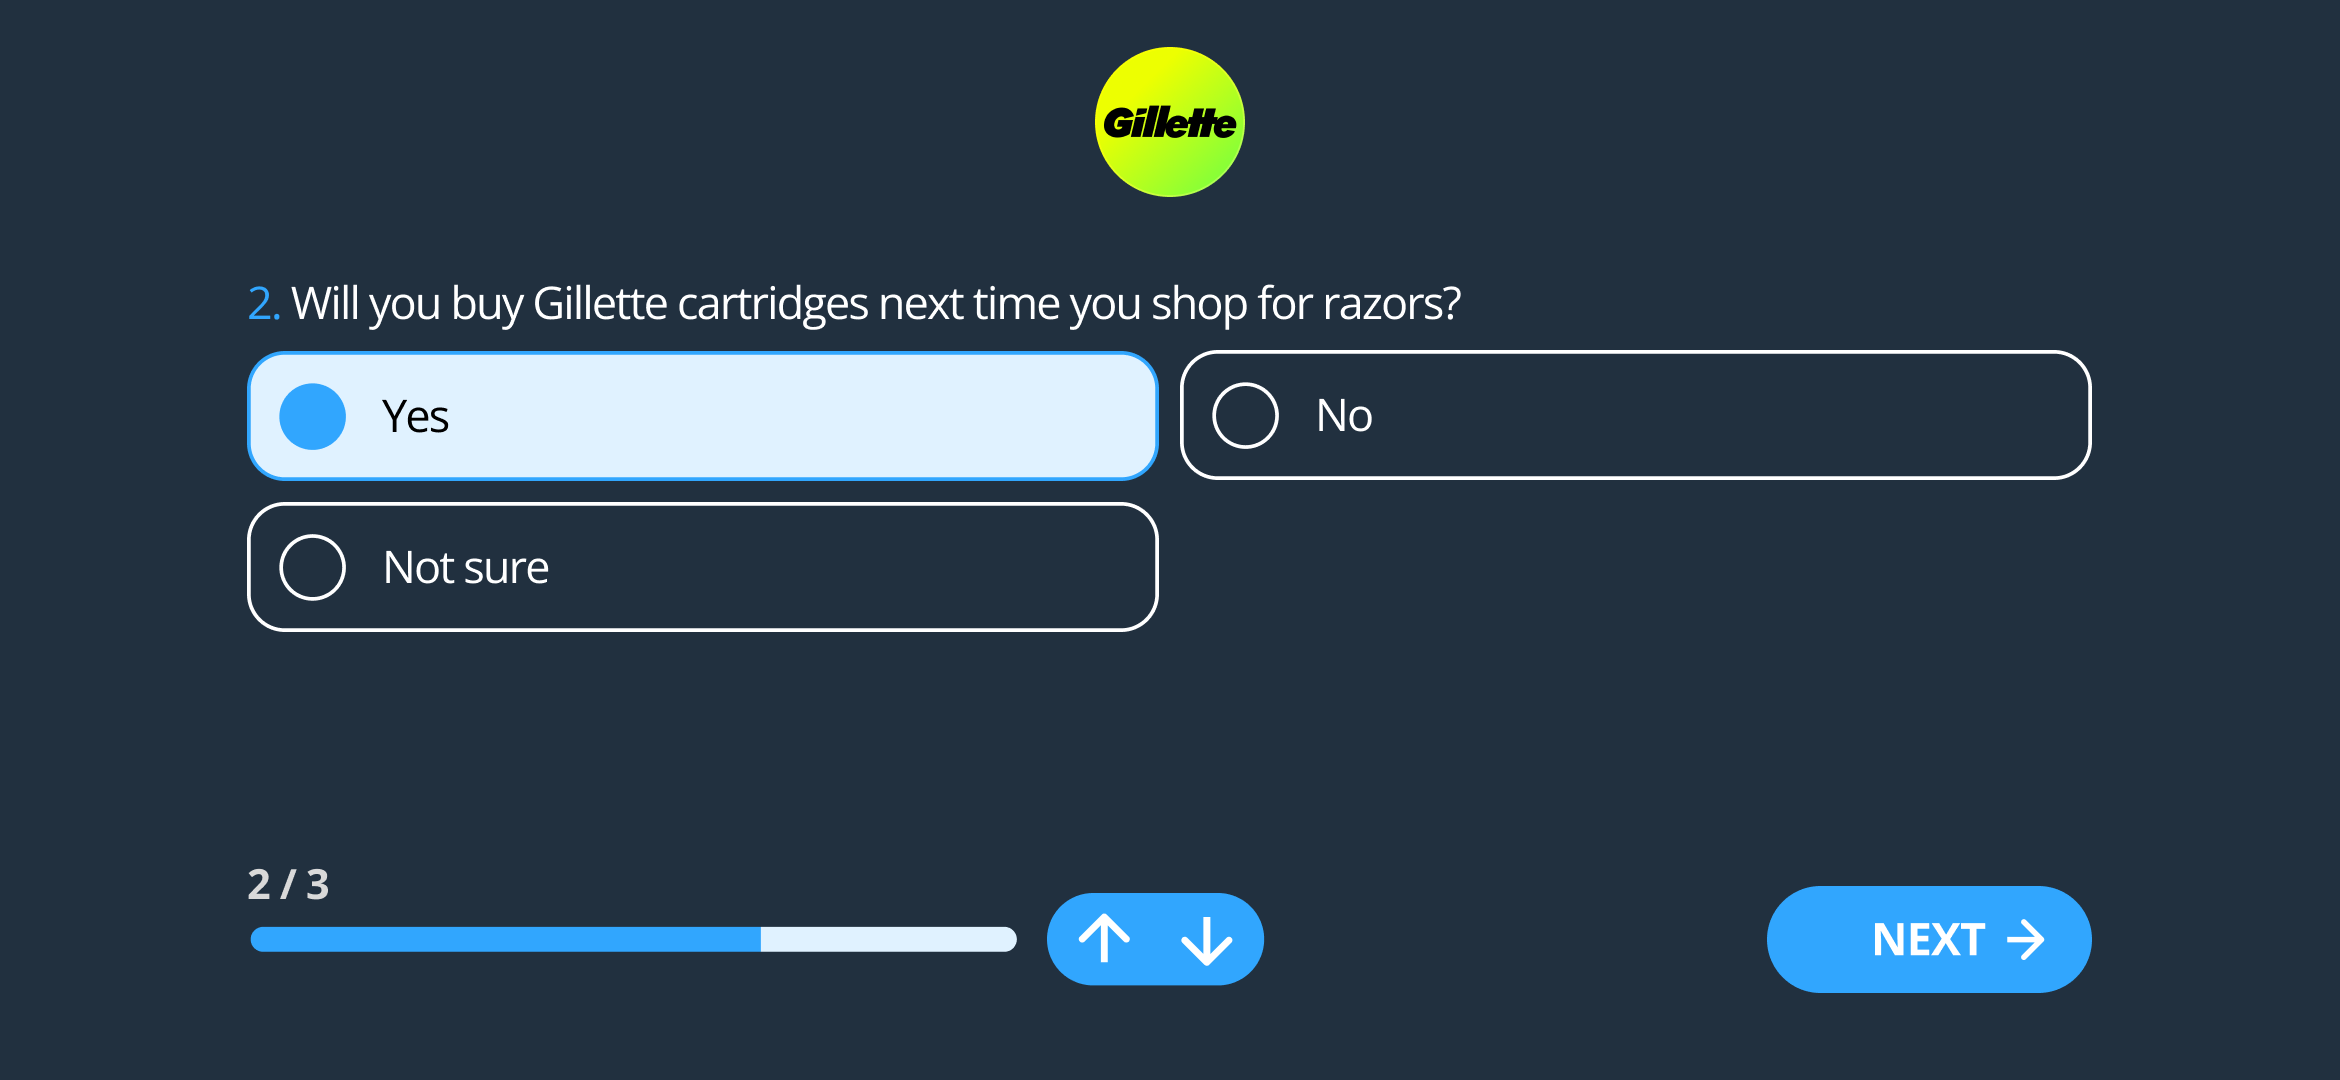 Gillette
2. Will you buy Gillette cartridges next time you shop for razors?
Yes
No
Not sure
2 / 3
NEXT